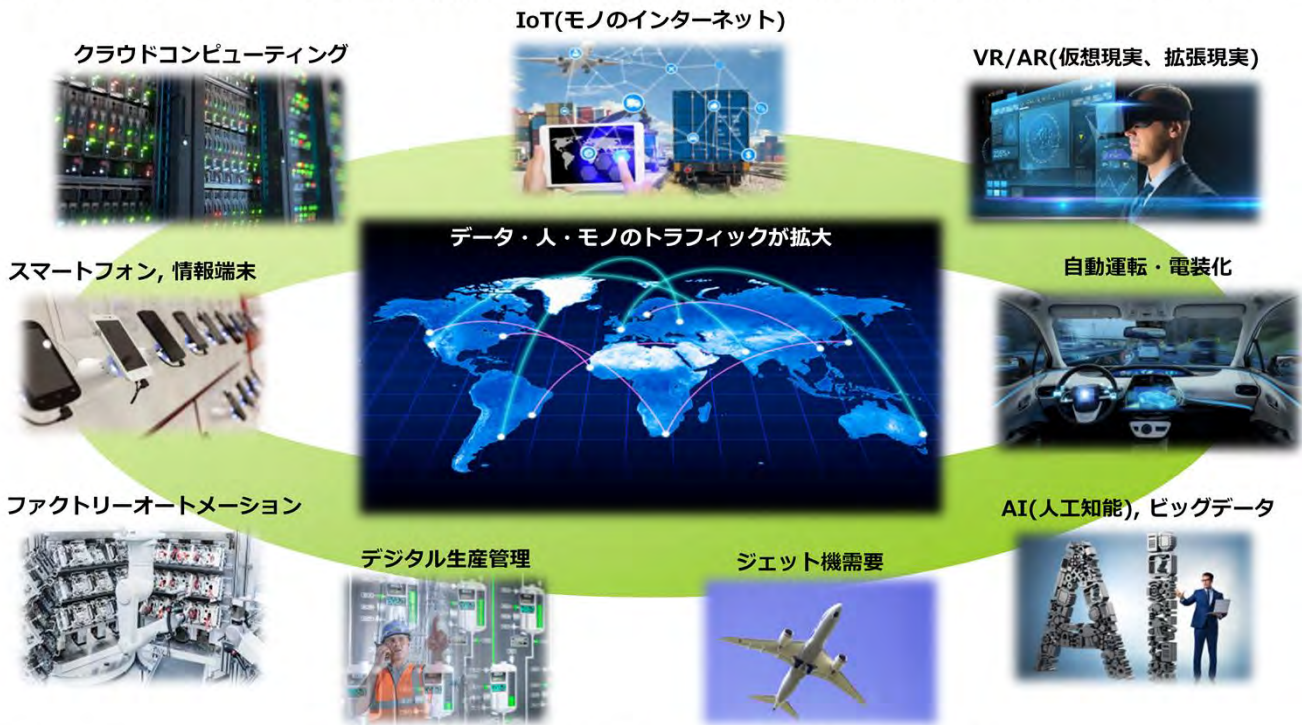 IoT(モノのインターネット)
クラウドコンピューティング
VR/AR(仮想現実、拡張現実)
データ・人・モノのトラフィックが拡大
スマートフォン, 情報端末
自動運転・電装化
ファクトリーオートメーション
AI(人工知能), ビッグデータ
デジタル生産管理
ジェット機需要
AI